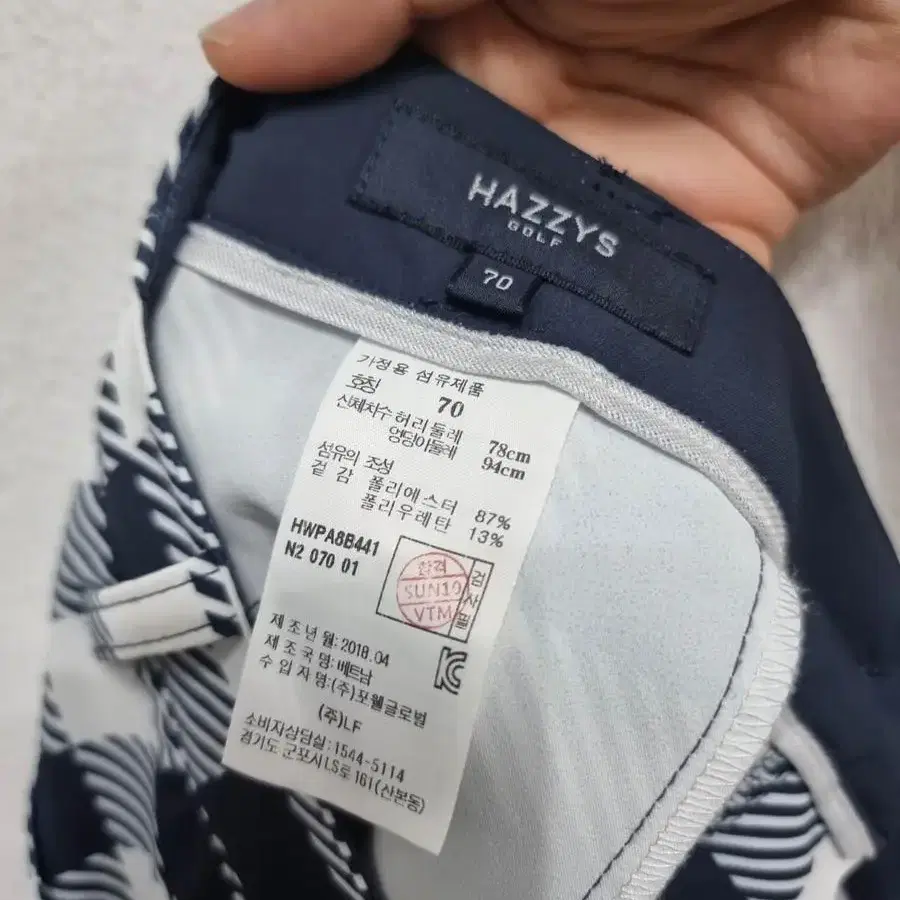 HAZZYS
GOLF
70
가정용 섬유제품
호칭 70
신체치수 허리둘레 78cm
엉덩이둘레 94cm
섬유의 조성
겉감 폴리에스터 87%
폴리우레탄 13%
HWPA8B441
N2 070 01
합격
SUN19
VTM
검사필
제조년월: 2018.04
제조국명: 베트남
수입자명: (주)포웰글로벌
(주)LF
소비자상담실: 1544-5114
경기도 군포시 LS로 161(산본동)